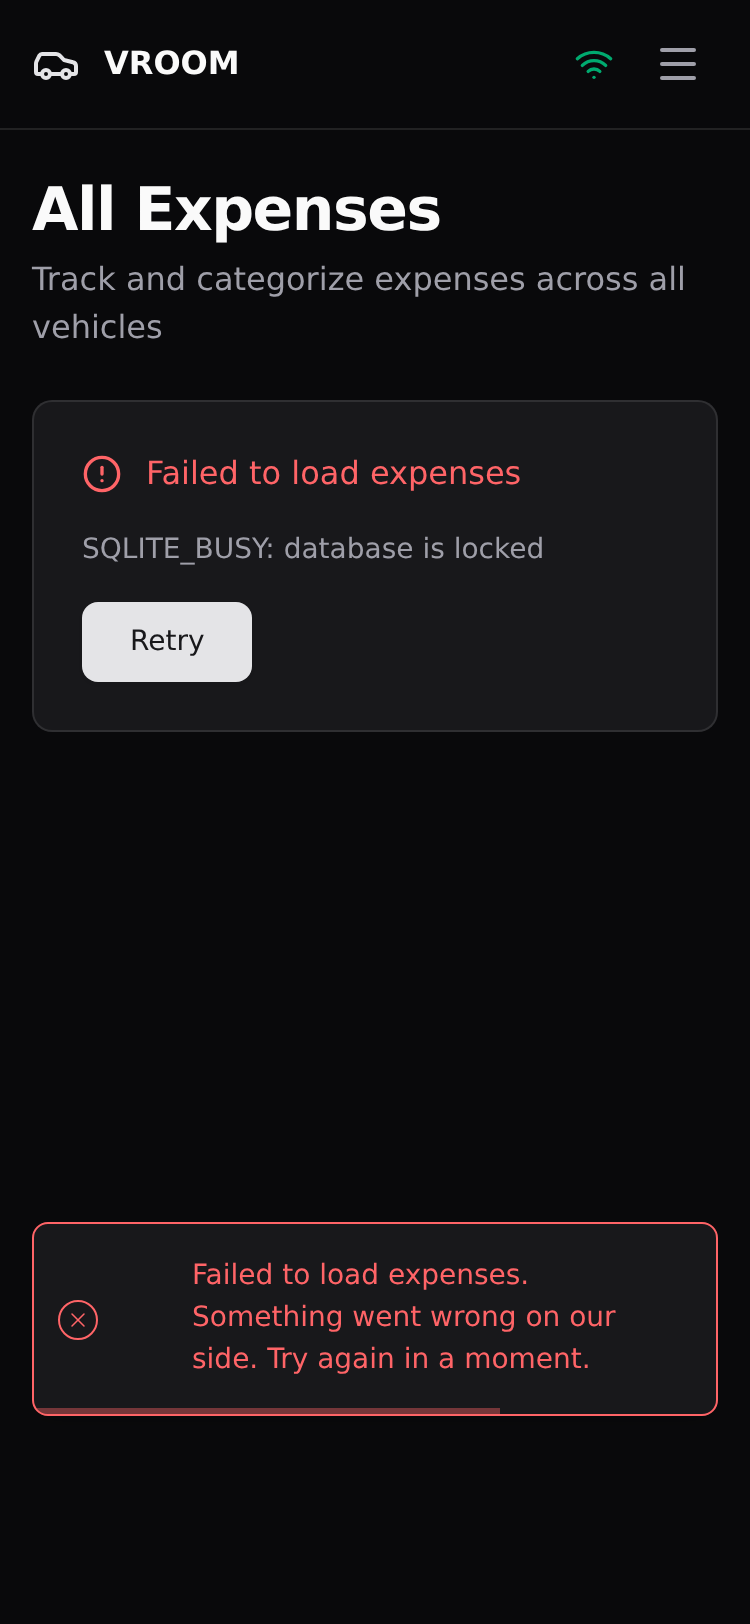 VROOM
All Expenses
Track and categorize expenses across all
vehicles
Failed to load expenses
SQLITE_BUSY: database is locked
Retry
Failed to load expenses.
Something went wrong on our
side. Try again in a moment.